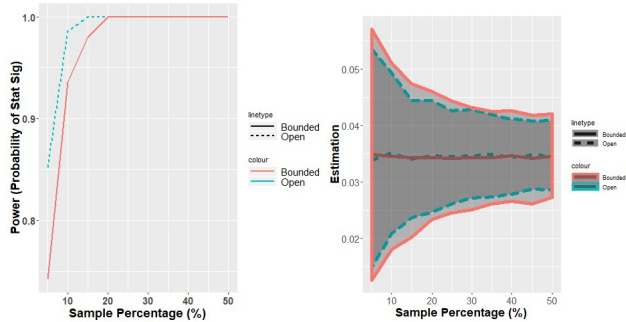 Power (Probability of Stat Sig)
1.0
0.9
0.8
10 20 30 40 50
Sample Percentage (%)
linetype
Bounded
Open
colour
Bounded
Open
Estimation
0.05
0.04
0.03
0.02
10 20 30 40 50
Sample Percentage (%)
linetype
Bounded
Open
colour
Bounded
Open